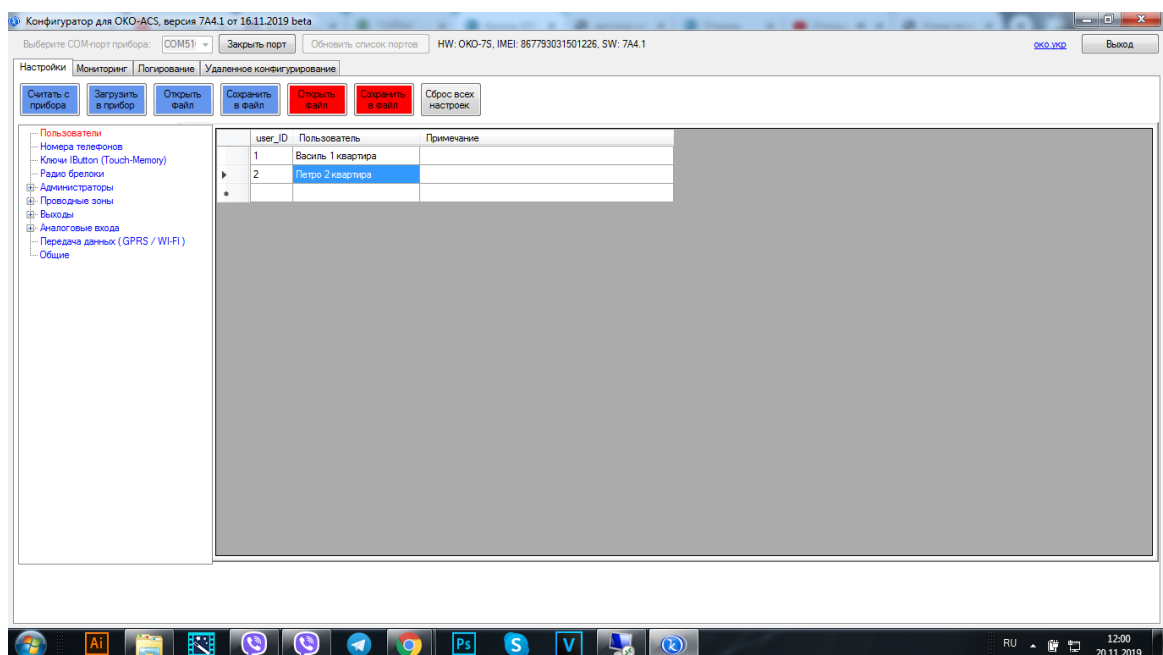 Конфигуратор для ОКО-ACS, версия 7A4.1 от 16.11.2019 beta
Выберите COM-порт прибора: COM51 Закрыть порт Обновить список портов HW: OKO-7S, IMEI: 867793031501226, SW: 7A4.1 око.укр Выход
Настройки Мониторинг Логирование Удаленное конфигурирование
Считать с прибора
Загрузить в прибор
Открыть файл
Сохранить в файл
Открыть файл
Сохранить в файл
Сброс всех настроек
Пользователи
Номера телефонов
Ключи IButton (Touch-Memory)
Радио брелоки
Администраторы
Проводные зоны
Выходы
Аналоговые входа
Передача данных ( GPRS / WI-FI )
Общие
user_ID Пользователь Примечание
1 Василь 1 квартира
2 Петро 2 квартира
Ai Ps S V k RU 12:00
20.11.2019